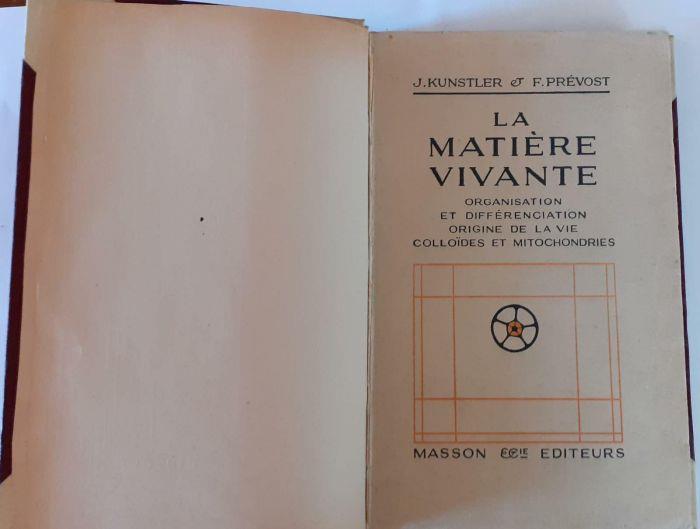 J. KUNSTLER & F. PRÉVOST
LA
MATIÈRE
VIVANTE
ORGANISATION
ET DIFFÉRENCIATION
ORIGINE DE LA VIE
COLLOÏDES ET MITOCHONDRIES
MASSON & CIE EDITEURS